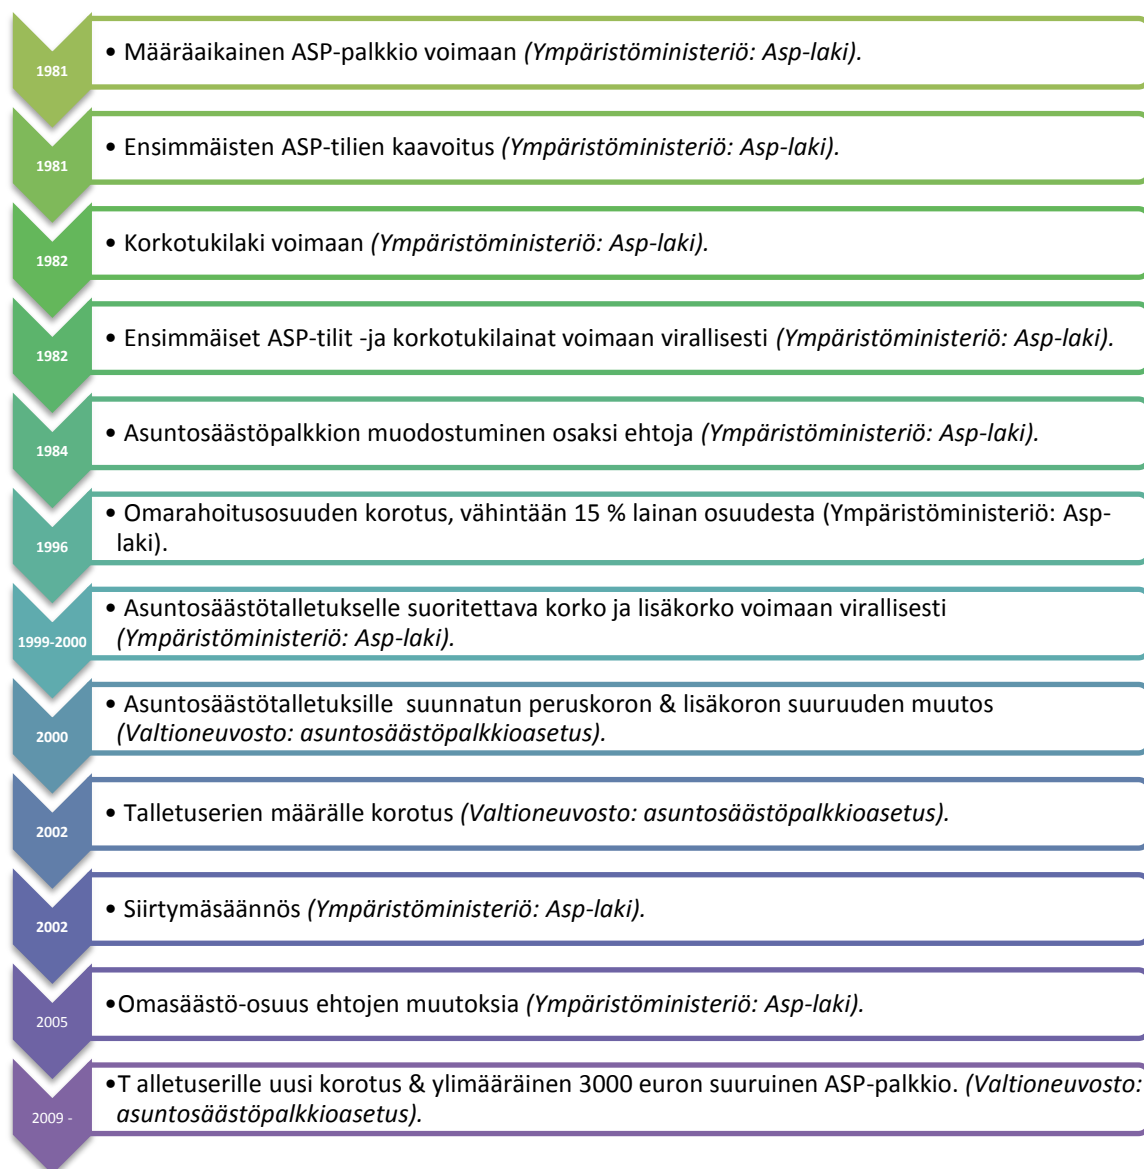 1981
• Määräaikainen ASP-palkkio voimaan (Ympäristöministeriö: Asp-laki).
1981
• Ensimmäisten ASP-tilien kaavoitus (Ympäristöministeriö: Asp-laki).
1982
• Korkotukilaki voimaan (Ympäristöministeriö: Asp-laki).
1982
• Ensimmäiset ASP-tilit -ja korkotukilainat voimaan virallisesti (Ympäristöministeriö: Asp-laki).
1984
• Asuntosäästöpalkkion muodostuminen osaksi ehtoja (Ympäristöministeriö: Asp-laki).
1996
• Omarahoitusosuuden korotus, vähintään 15 % lainan osuudesta (Ympäristöministeriö: Asp-
laki).
1999-2000
• Asuntosäästötalletukselle suoritettava korko ja lisäkorko voimaan virallisesti
(Ympäristöministeriö: Asp-laki).
2000
• Asuntosäästötalletuksille suunnatun peruskoron & lisäkoron suuruuden muutos
(Valtioneuvosto: asuntosäästöpalkkioasetus).
2002
• Talletuserien määrälle korotus (Valtioneuvosto: asuntosäästöpalkkioasetus).
2002
• Siirtymäsäännös (Ympäristöministeriö: Asp-laki).
2005
•Omasäästö-osuus ehtojen muutoksia (Ympäristöministeriö: Asp-laki).
2009 -
•T alletuserille uusi korotus & ylimääräinen 3000 euron suuruinen ASP-palkkio. (Valtioneuvosto:
asuntosäästöpalkkioasetus).